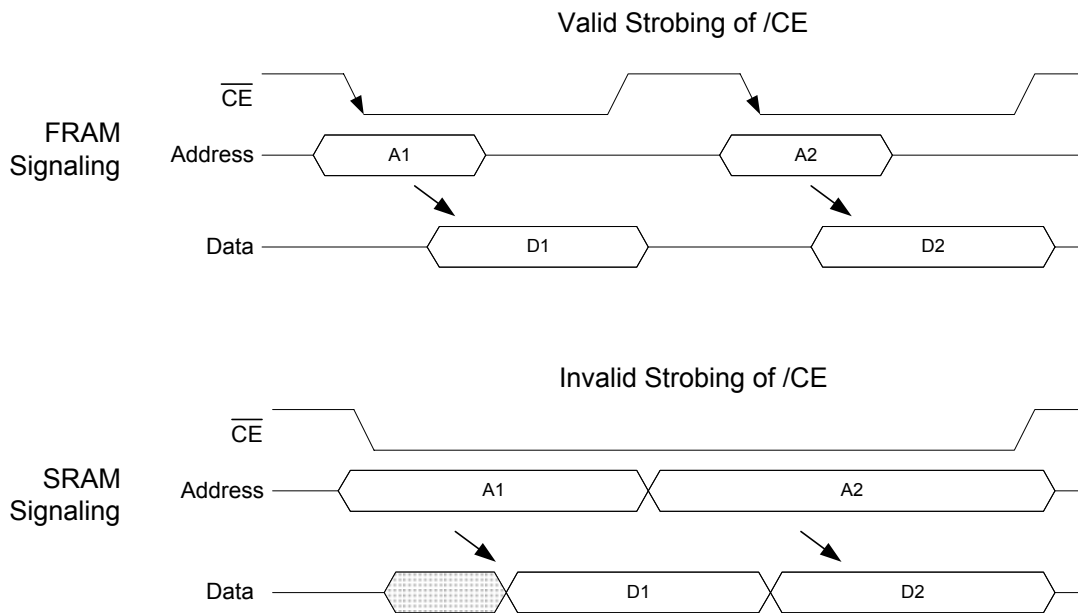 Valid Strobing of /CE
CE
FRAM
Signaling
Address
A1
A2
Data
D1
D2
Invalid Strobing of /CE
CE
SRAM
Signaling
Address
A1
A2
Data
D1
D2